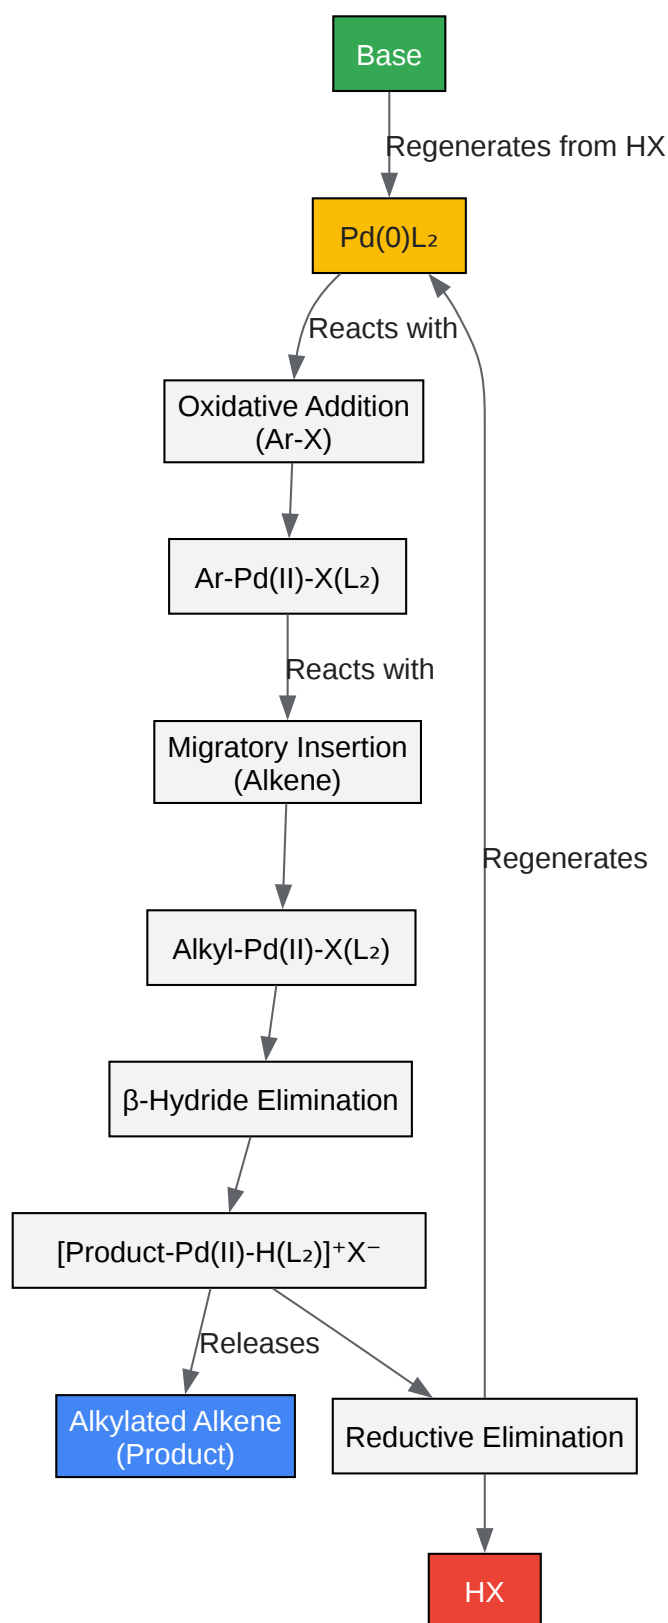 Base
Regenerates from HX
Pd(0)L₂
Reacts with
Oxidative Addition
(Ar-X)
Ar-Pd(II)-X(L₂)
Reacts with
Migratory Insertion
(Alkene)
Regenerates
Alkyl-Pd(II)-X(L₂)
β-Hydride Elimination
[Product-Pd(II)-H(L₂)]⁺X⁻
Releases
Alkylated Alkene
(Product)
Reductive Elimination
HX